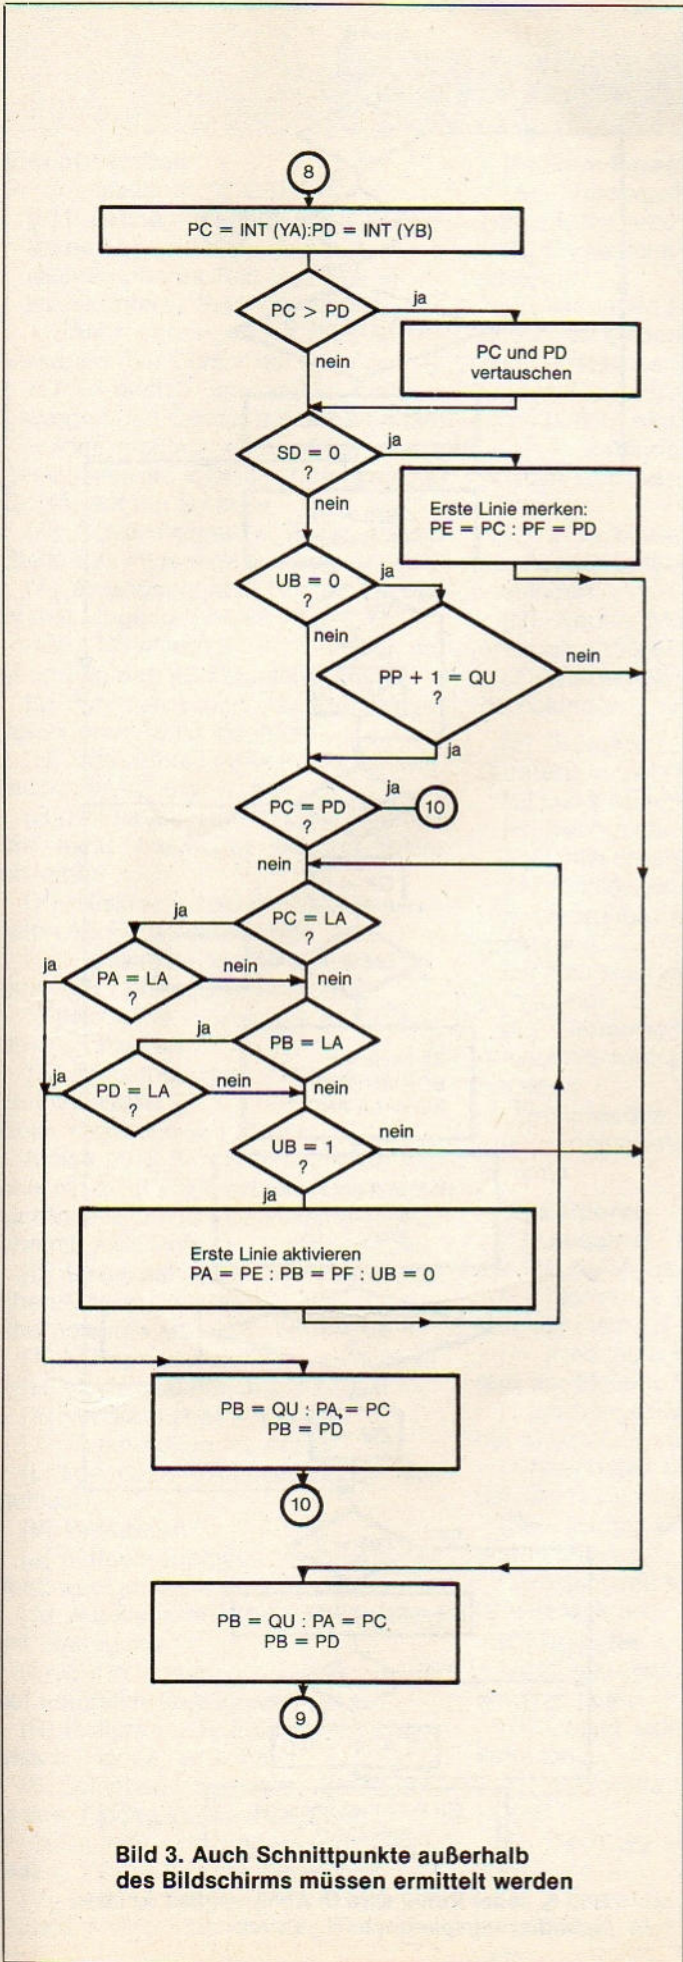 8
PC = INT (YA):PD = INT (YB)
PC > PD
ja
nein
PC und PD
vertauschen
SD = 0
?
ja
nein
Erste Linie merken:
PE = PC : PF = PD
UB = 0
?
ja
nein
PP + 1 = QU
?
nein
ja
PC = PD
?
ja
10
nein
PC = LA
?
ja
nein
PA = LA
?
ja
nein
PB = LA
ja
nein
PD = LA
?
ja
nein
UB = 1
?
nein
ja
Erste Linie aktivieren
PA = PE : PB = PF : UB = 0
PB = QU : PA, = PC
PB = PD
10
PB = QU : PA = PC
PB = PD
9
Bild 3. Auch Schnittpunkte außerhalb
des Bildschirms müssen ermittelt werden